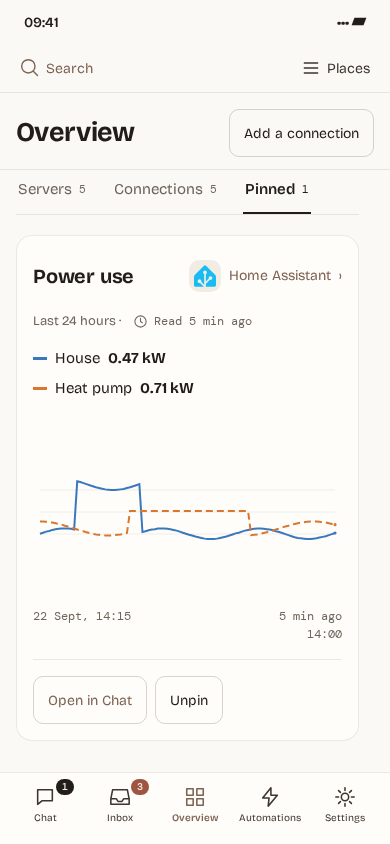 09:41
Search
Places
Overview
Add a connection
Servers 5
Connections 5
Pinned 1
Power use
Home Assistant ›
Last 24 hours ·
Read 5 min ago
House 0.47 kW
Heat pump 0.71 kW
22 Sept, 14:15
5 min ago
14:00
Open in Chat
Unpin
1
3
Chat
Inbox
Overview
Automations
Settings